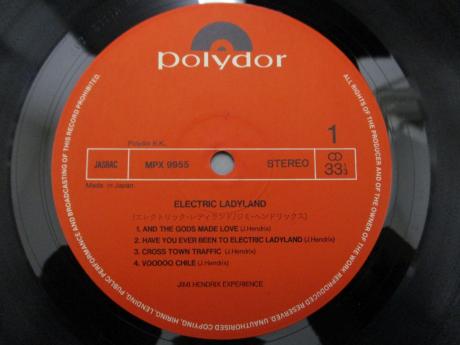 polydor
Polydor K.K.
JASRAC
MPX 9955
STEREO
1
33 1/3
Made in Japan
ELECTRIC LADYLAND
(エレクトリック・レディランド/ジミ・ヘンドリックス)
1. AND THE GODS MADE LOVE (J.Hendrix)
2. HAVE YOU EVER BEEN TO ELECTRIC LADYLAND (J.Hendrix)
3. CROSS TOWN TRAFFIC (J.Hendrix)
4. VOODOO CHILE (J.Hendrix)
JIMI HENDRIX EXPERIENCE
ALL RIGHTS OF THE PRODUCER AND OF THE OWNER OF THE WORK REPRODUCED RESERVED. UNAUTHORISED COPYING, HIRING, LENDING, PUBLIC PERFORMANCE AND BROADCASTING OF THIS RECORD PROHIBITED.